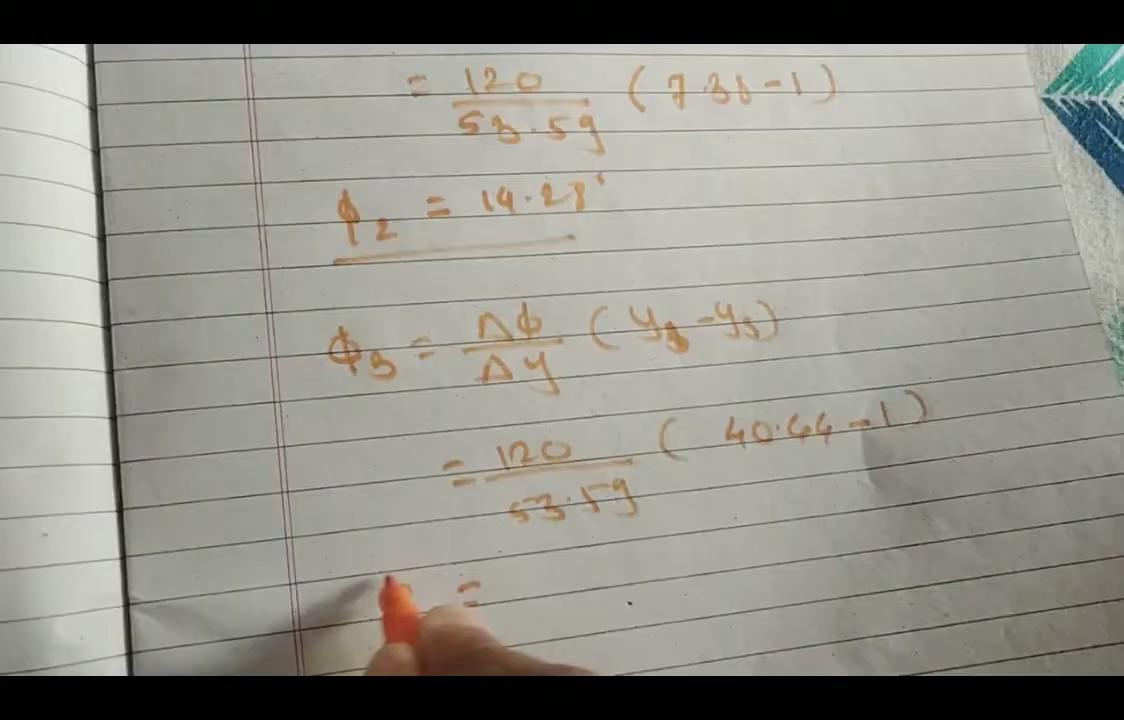 = 120/53.59 (7.38 - 1)
ϕ2 = 14.28°
ϕ3 = Δϕ/Δy (y3 - ys)
= 120/53.59 (40.44 - 1)
=